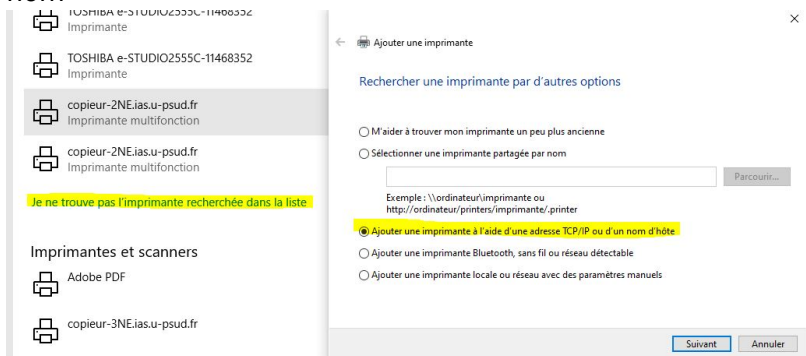 nom
TOSHIBA e-STUDIO2555C-11468352
Imprimante
TOSHIBA e-STUDIO2555C-11468352
Imprimante
copieur-2NE.ias.u-psud.fr
Imprimante multifonction
copieur-2NE.ias.u-psud.fr
Imprimante multifonction
Je ne trouve pas l'imprimante recherchée dans la liste
Imprimantes et scanners
Adobe PDF
copieur-3NE.ias.u-psud.fr
Ajouter une imprimante
Rechercher une imprimante par d'autres options
M'aider à trouver mon imprimante un peu plus ancienne
Sélectionner une imprimante partagée par nom
Parcourir...
Exemple : \\ordinateur\imprimante ou
http://ordinateur/printers/imprimante/.printer
Ajouter une imprimante à l'aide d'une adresse TCP/IP ou d'un nom d'hôte
Ajouter une imprimante Bluetooth, sans fil ou réseau détectable
Ajouter une imprimante locale ou réseau avec des paramètres manuels
Suivant
Annuler